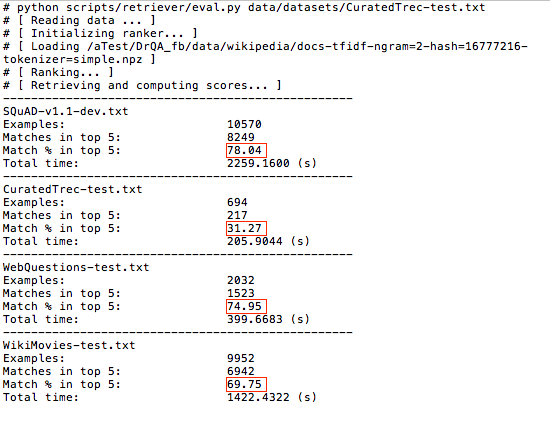 # python scripts/retriever/eval.py data/datasets/CuratedTrec-test.txt
# [ Reading data ... ]
# [ Initializing ranker... ]
# [ Loading /aTest/DrQA_fb/data/wikipedia/docs-tfidf-ngram=2-hash=16777216-
tokenizer=simple.npz ]
# [ Ranking... ]
# [ Retrieving and computing scores... ]
--------------------------------------------------
SQuAD-v1.1-dev.txt
Examples: 10570
Matches in top 5: 8249
Match % in top 5: 78.04
Total time: 2259.1600 (s)
--------------------------------------------------
CuratedTrec-test.txt
Examples: 694
Matches in top 5: 217
Match % in top 5: 31.27
Total time: 205.9044 (s)
--------------------------------------------------
WebQuestions-test.txt
Examples: 2032
Matches in top 5: 1523
Match % in top 5: 74.95
Total time: 399.6683 (s)
--------------------------------------------------
WikiMovies-test.txt
Examples: 9952
Matches in top 5: 6942
Match % in top 5: 69.75
Total time: 1422.4322 (s)